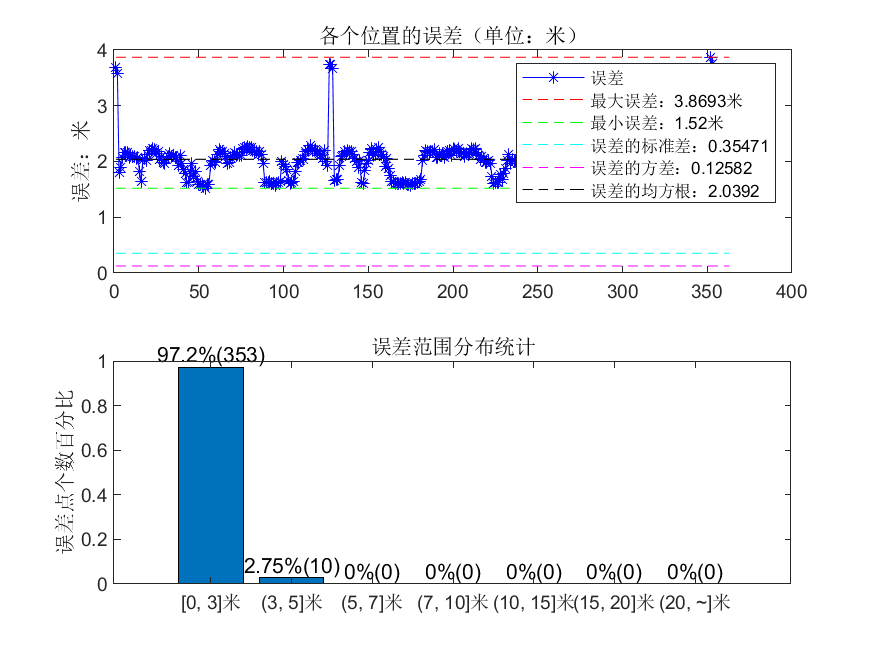 各个位置的误差（单位：米）
误差：米
4
3
2
1
0
0 50 100 150 200 250 300 350 400
误差
最大误差：3.8693米
最小误差：1.52米
误差的标准差：0.35471
误差的方差：0.12582
误差的均方根：2.0392
误差范围分布统计
误差点个数百分比
1
0.8
0.6
0.4
0.2
0
97.2%(353)
2.75%(10) 0%(0) 0%(0) 0%(0) 0%(0) 0%(0)
[0, 3]米 (3, 5]米 (5, 7]米 (7, 10]米 (10, 15]米 (15, 20]米 (20, ~]米